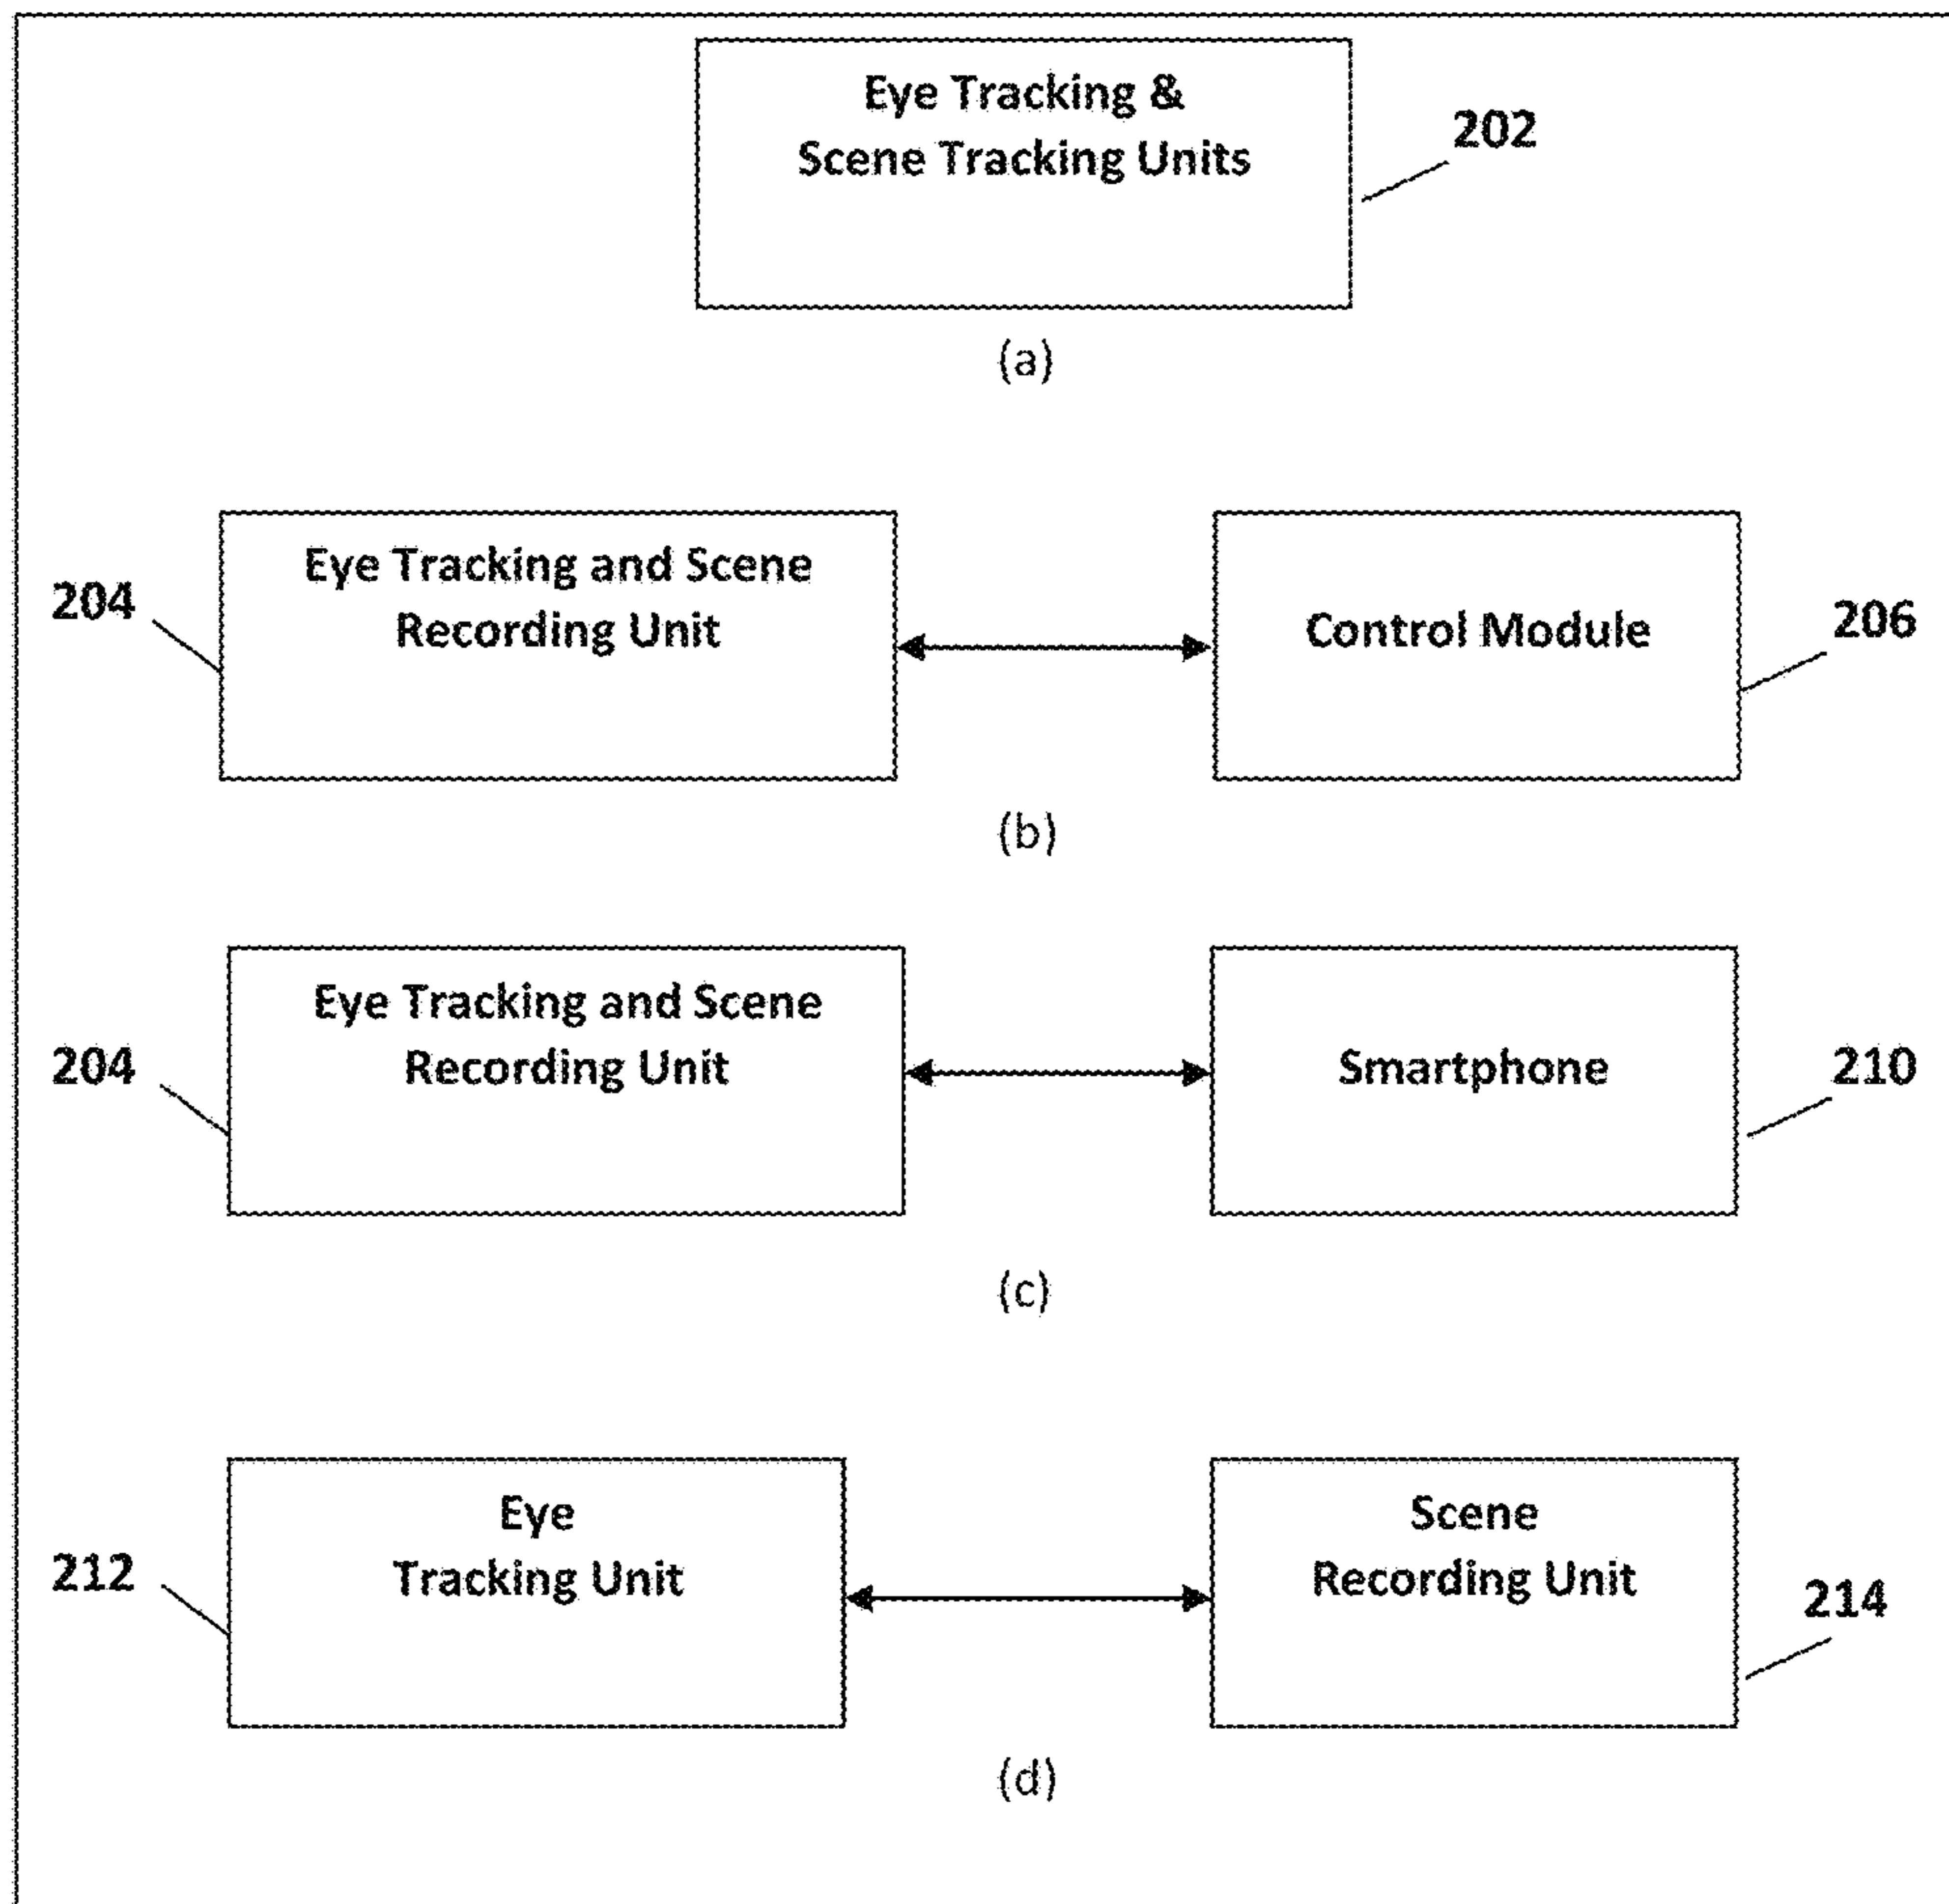 Eye Tracking &
Scene Tracking Units
202
(a)
Eye Tracking and Scene
Recording Unit
204
Control Module
206
(b)
Eye Tracking and Scene
Recording Unit
204
Smartphone
210
(c)
Eye
Tracking Unit
212
Scene
Recording Unit
214
(d)